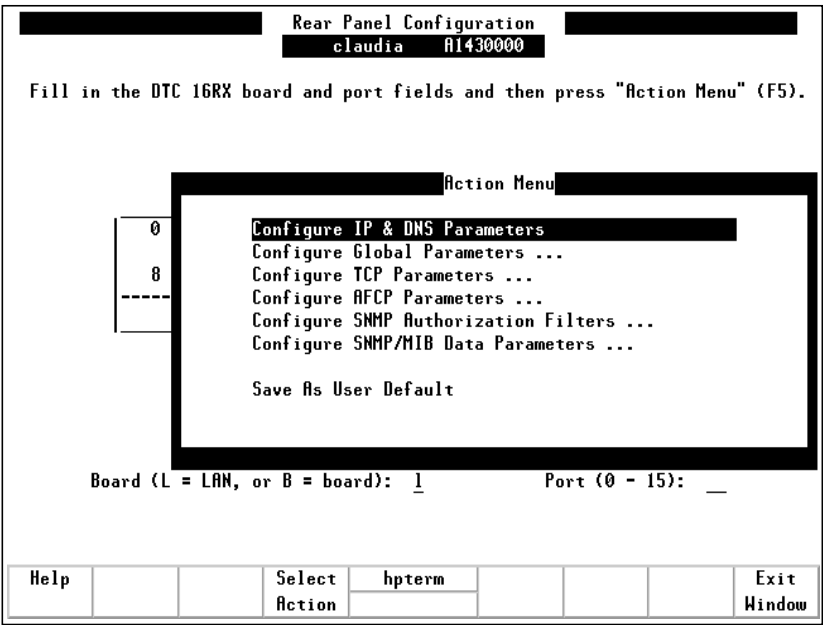 Rear Panel Configuration
claudia A1430000
Fill in the DTC 16RX board and port fields and then press "Action Menu" (F5).
Action Menu
0
Configure IP & DNS Parameters
Configure Global Parameters ...
8
Configure TCP Parameters ...
Configure AFCP Parameters ...
Configure SNMP Authorization Filters ...
Configure SNMP/MIB Data Parameters ...
Save As User Default
Board (L = LAN, or B = board): l Port (0 - 15): __
Help Select Action hpterm Exit Window